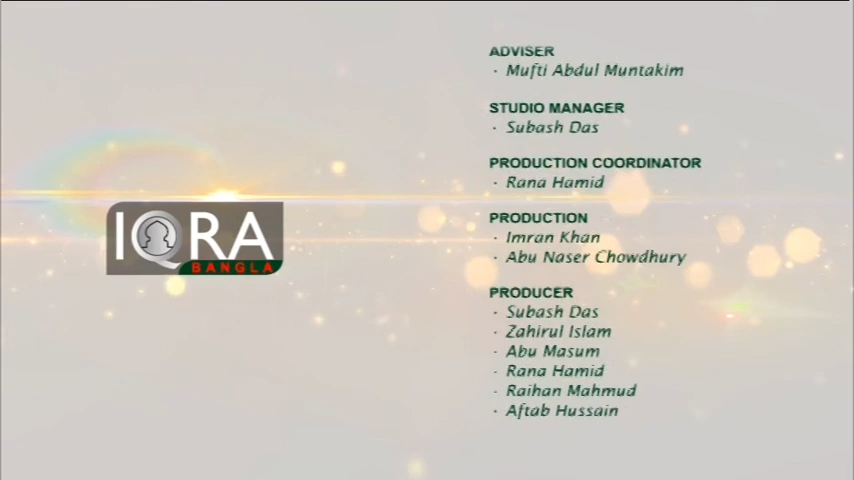 IQRA
BANGLA
ADVISER
· Mufti Abdul Muntakim
STUDIO MANAGER
· Subash Das
PRODUCTION COORDINATOR
· Rana Hamid
PRODUCTION
· Imran Khan
· Abu Naser Chowdhury
PRODUCER
· Subash Das
· Zahirul Islam
· Abu Masum
· Rana Hamid
· Raihan Mahmud
· Aftab Hussain